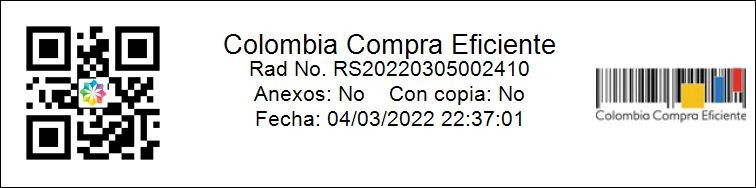 Colombia Compra Eficiente
Rad No. RS20220305002410
Anexos: No Con copia: No
Fecha: 04/03/2022 22:37:01
Colombia Compra Eficiente